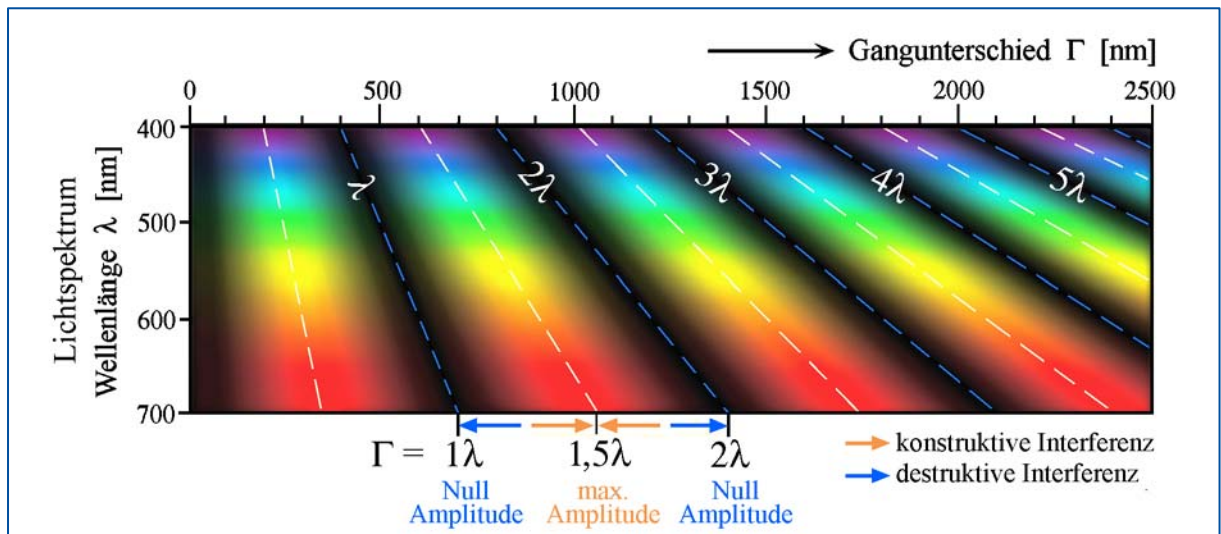 Gangunterschied Γ [nm]
0 500 1000 1500 2000 2500
Lichtspektrum
Wellenlänge λ [nm]
400
500
600
700
λ 2λ 3λ 4λ 5λ
Γ = 1λ 1,5λ 2λ
Null Amplitude
max. Amplitude
Null Amplitude
konstruktive Interferenz
destruktive Interferenz